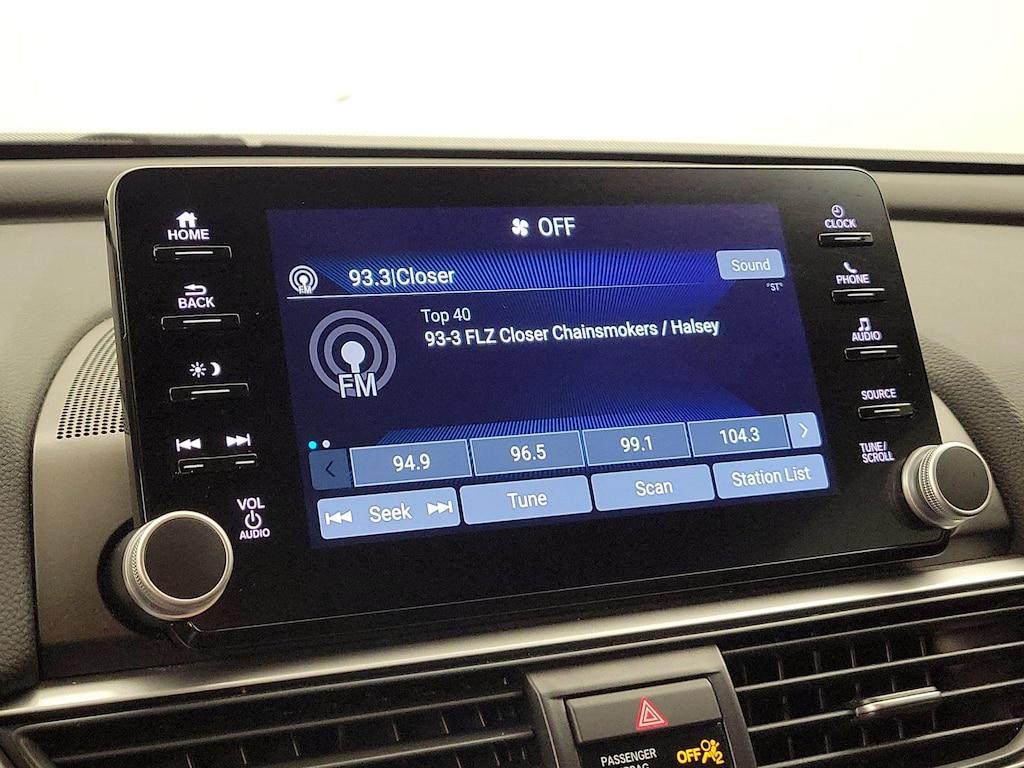 OFF
HOME
CLOCK
93.3|Closer
Sound
FM
"ST"
BACK
PHONE
Top 40
93-3 FLZ Closer Chainsmokers / Halsey
FM
AUDIO
SOURCE
94.9 96.5 99.1 104.3
TUNE/
SCROLL
Seek Tune Scan Station List
VOL
AUDIO
PASSENGER
OFF 2